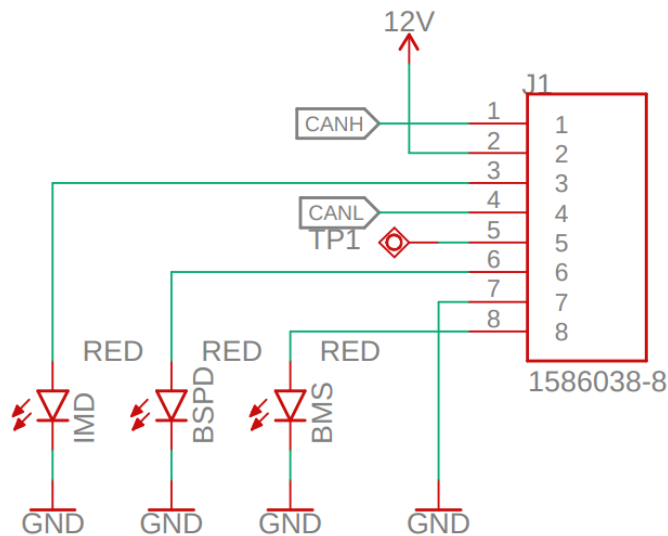 12V
J1
CANH
1 1
2 2
3 3
CANL
4 4
TP1
5 5
6 6
7 7
8 8
RED RED RED
1586038-8
IMD
BSPD
BMS
GND GND GND GND